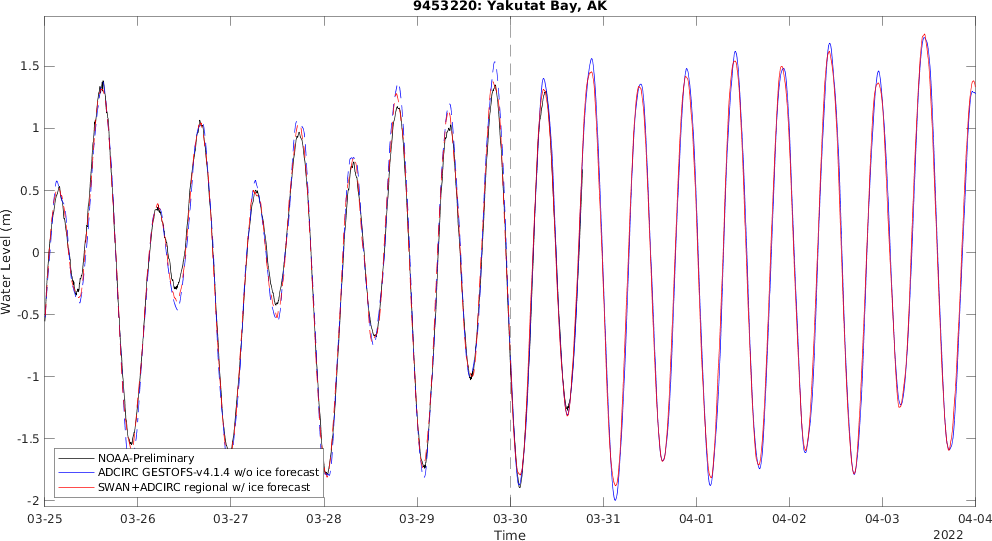 9453220: Yakutat Bay, AK
Water Level (m)
1.5
1
0.5
0
-0.5
-1
-1.5
-2
NOAA-Preliminary
ADCIRC GESTOFS-v4.1.4 w/o ice forecast
SWAN+ADCIRC regional w/ ice forecast
03-25 03-26 03-27 03-28 03-29 03-30 03-31 04-01 04-02 04-03 04-04
Time
2022